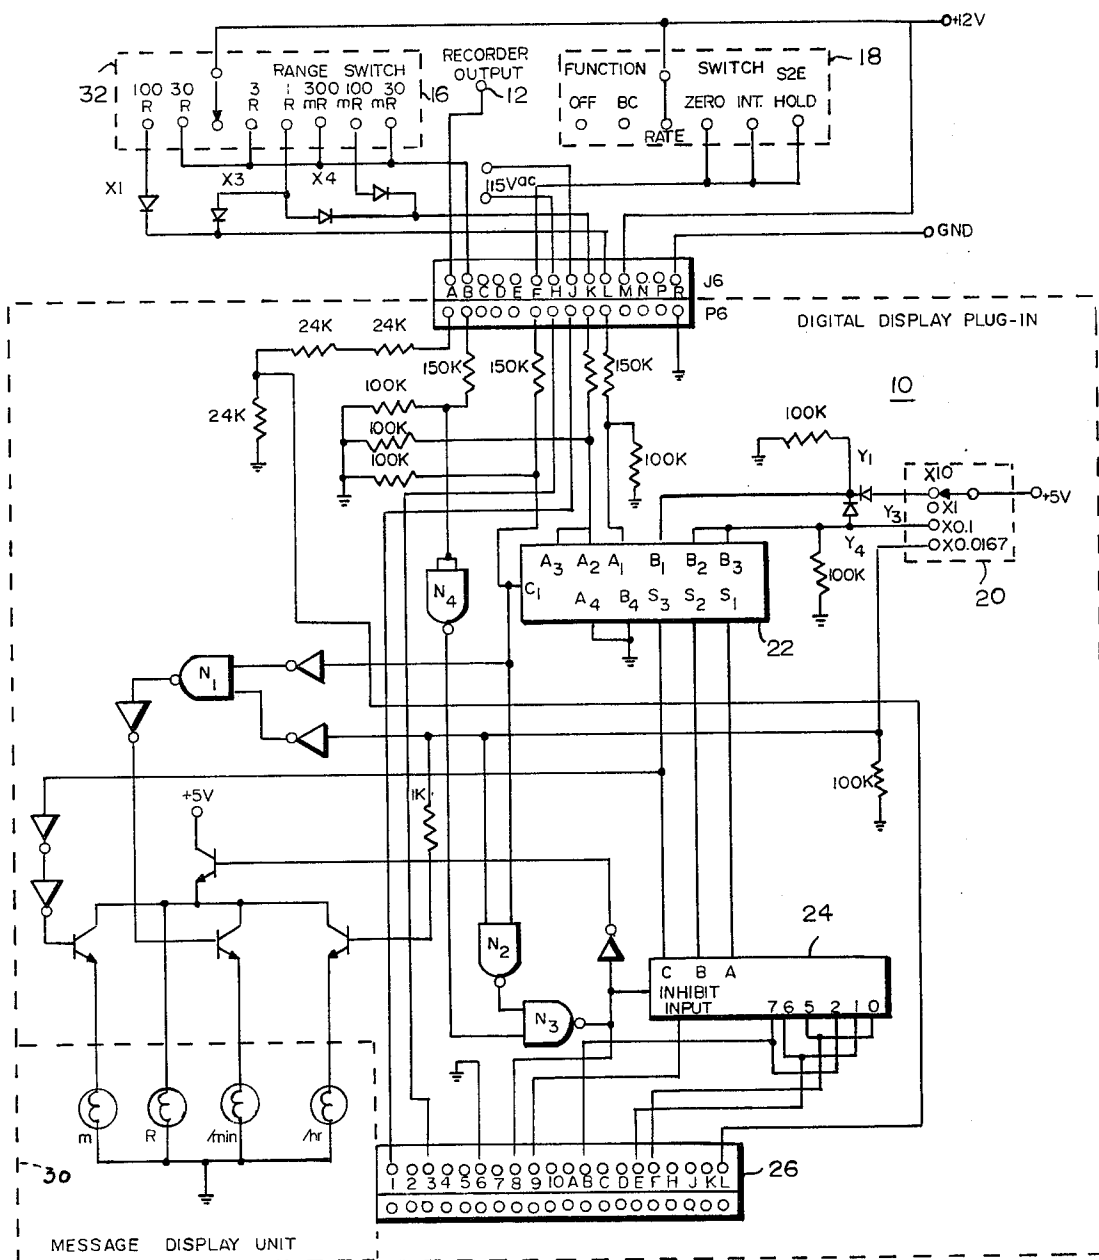 +12V
32
RANGE SWITCH
100 R
30 R
3 R
1 R
300 mR
100 mR
30 mR
16
RECORDER OUTPUT
12
FUNCTION SWITCH
S2E
18
OFF
BC
RATE
ZERO
INT.
HOLD
X1
X3
X4
115Vac
GND
A B C D E F H J K L M N P R
J6
P6
DIGITAL DISPLAY PLUG-IN
10
24K
24K
24K
150K
150K
150K
100K
100K
100K
100K
100K
Y1
Y3
Y4
X10
X1
X0.1
X0.0167
+5V
20
100K
A3 A2 A1 B1 B2 B3
C1
A4 B4 S3 S2 S1
22
N4
N1
100K
1K
+5V
N2
N3
24
C B A
INHIBIT
INPUT
7 6 5 2 1 0
m
R
/min
/hr
30
1 2 3 4 5 6 7 8 9 10 A B C D E F H J K L
26
MESSAGE DISPLAY UNIT